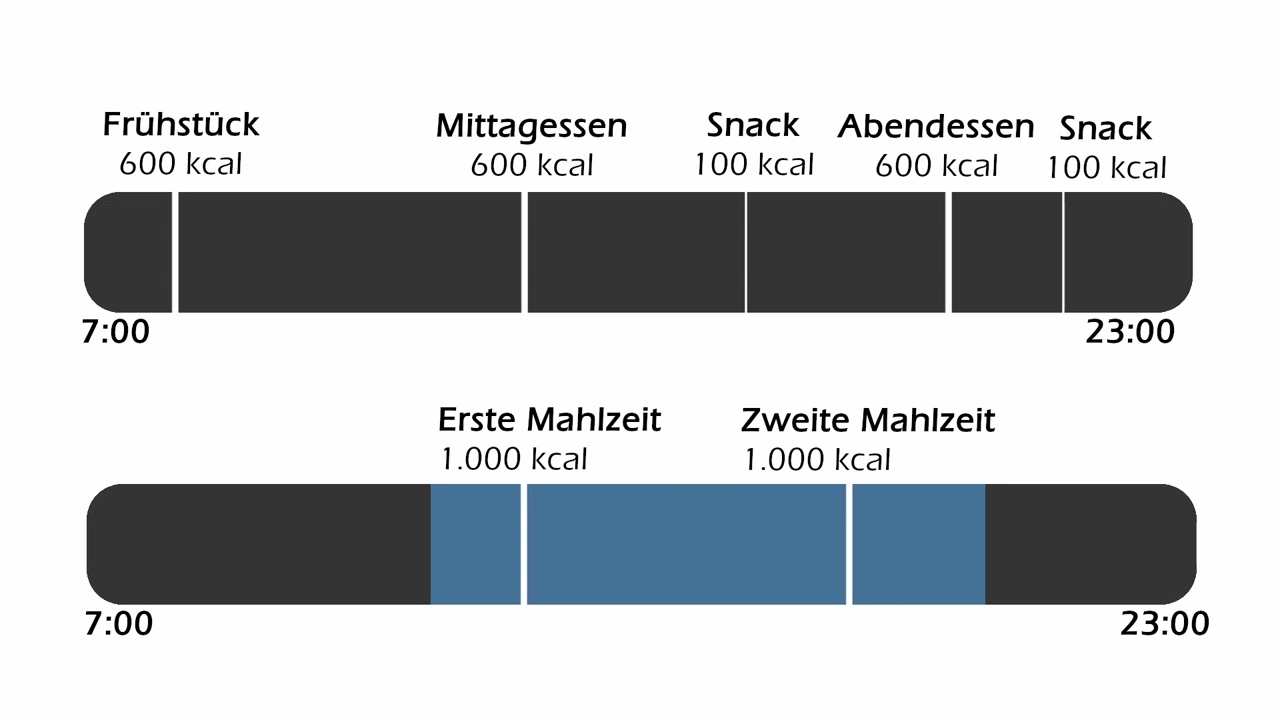 Frühstück
600 kcal
Mittagessen
600 kcal
Snack
100 kcal
Abendessen
600 kcal
Snack
100 kcal
7:00
23:00
Erste Mahlzeit
1.000 kcal
Zweite Mahlzeit
1.000 kcal
7:00
23:00